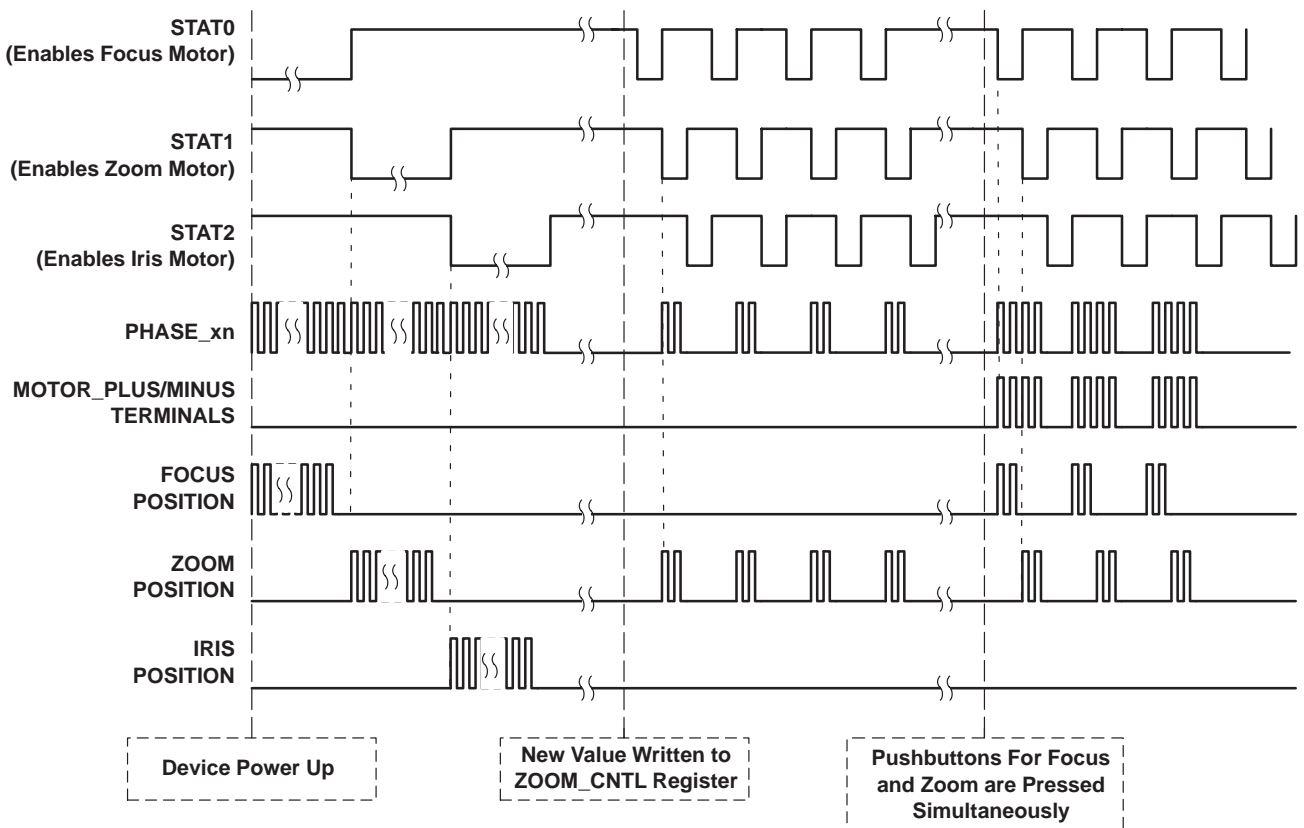 STAT0
(Enables Focus Motor)
STAT1
(Enables Zoom Motor)
STAT2
(Enables Iris Motor)
PHASE_xn
MOTOR_PLUS/MINUS
TERMINALS
FOCUS
POSITION
ZOOM
POSITION
IRIS
POSITION
Device Power Up
New Value Written to
ZOOM_CNTL Register
Pushbuttons For Focus
and Zoom are Pressed
Simultaneously